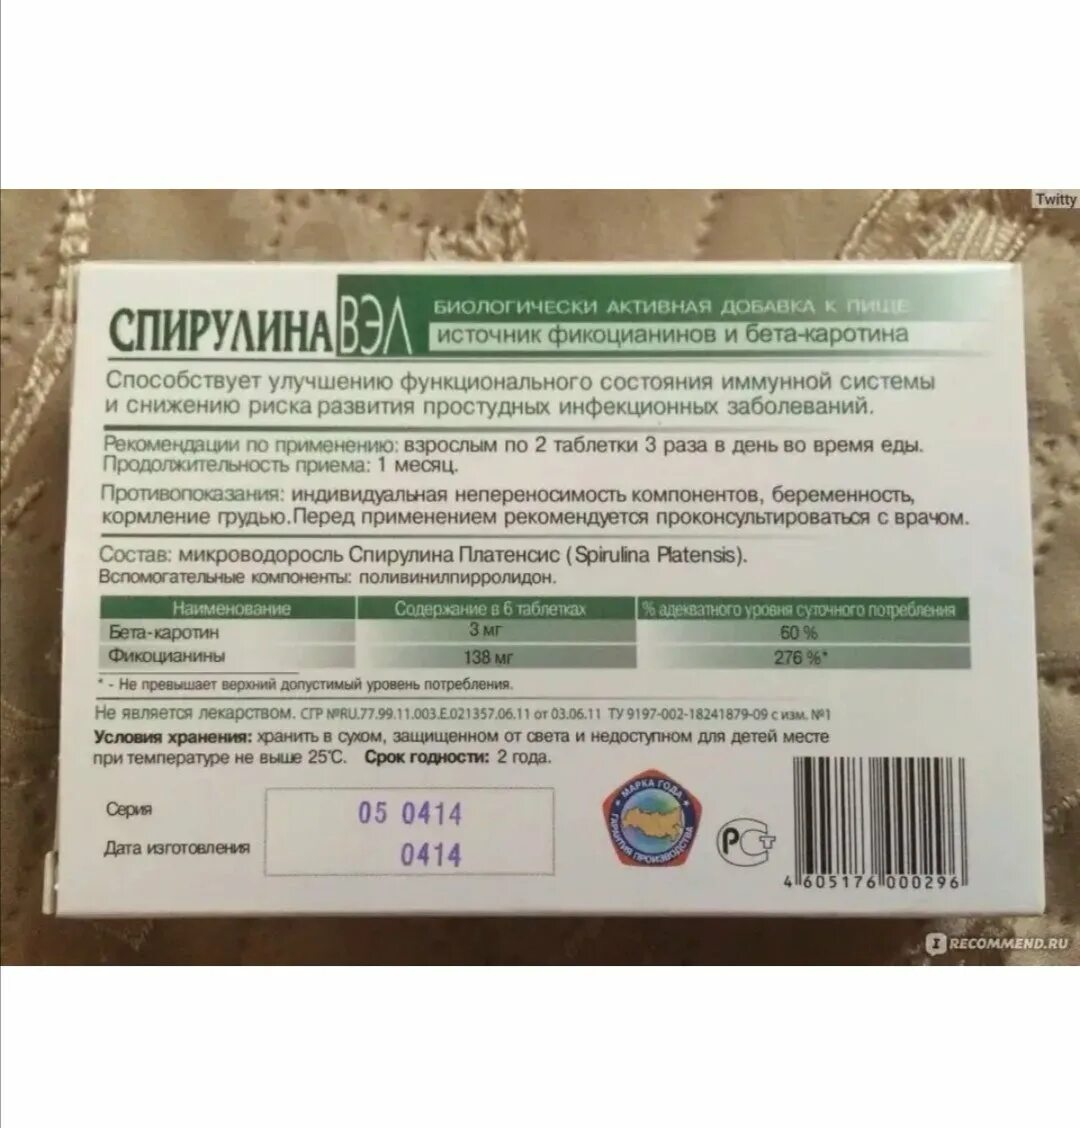 Twitty
СПИРУЛИНА ВЭЛ
БИОЛОГИЧЕСКИ АКТИВНАЯ ДОБАВКА К ПИЩЕ
источник фикоцианинов и бета-каротина
Способствует улучшению функционального состояния иммунной системы
и снижению риска развития простудных инфекционных заболеваний.
Рекомендации по применению: взрослым по 2 таблетки 3 раза в день во время еды.
Продолжительность приема: 1 месяц.
Противопоказания: индивидуальная непереносимость компонентов, беременность,
кормление грудью.Перед применением рекомендуется проконсультироваться с врачом.
Состав: микроводоросль Спирулина Платенсис (Spirulina Platensis).
Вспомогательные компоненты: поливинилпирролидон.
Наименование Содержание в 6 таблетках % адекватного уровня суточного потребления
Бета-каротин 3 мг 60 %
Фикоцианины 138 мг 276 %*
* - Не превышает верхний допустимый уровень потребления.
Не является лекарством. СГР №RU.77.99.11.003.Е.021357.06.11 от 03.06.11 ТУ 9197-002-18241879-09 с изм. №1
Условия хранения: хранить в сухом, защищенном от света и недоступном для детей месте
при температуре не выше 25°С. Срок годности: 2 года.
Серия 05 0414
Дата изготовления 0414
МАРКА ГОДА
ГАРАНТИЯ ПРОИЗВОДСТВА
РСТ
4 605176 000296
I RECOMMEND.RU